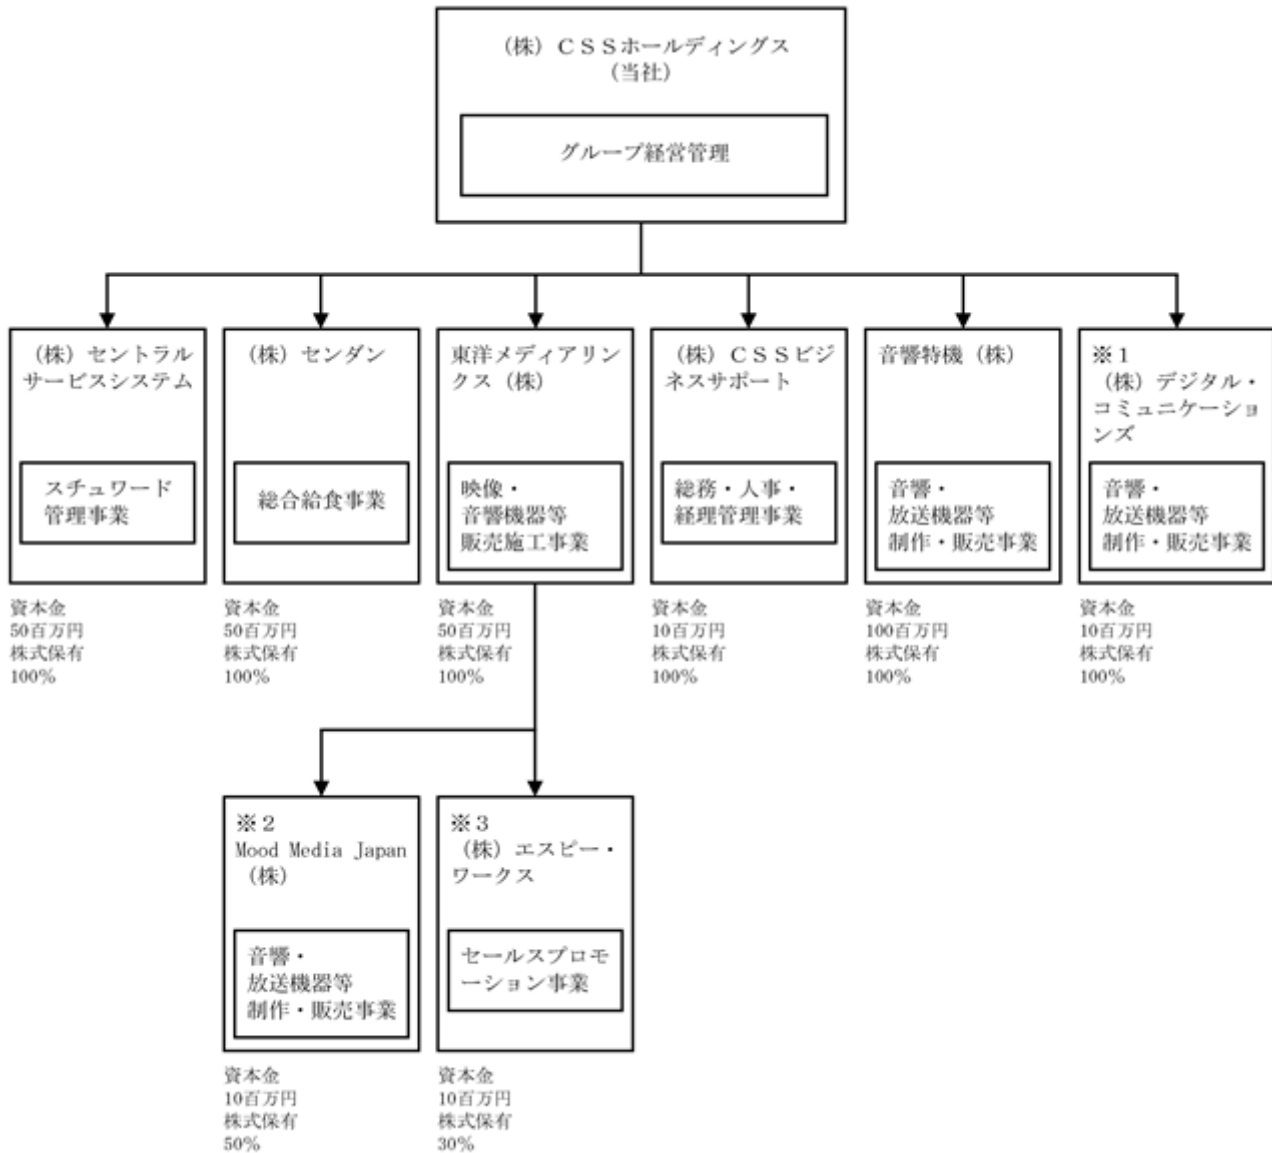 （株）ＣＳＳホールディングス
（当社）
グループ経営管理
（株）セントラル
サービスシステム
スチュワード
管理事業
資本金
50百万円
株式保有
100%
（株）センダン
総合給食事業
資本金
50百万円
株式保有
100%
東洋メディアリン
クス（株）
映像・
音響機器等
販売施工事業
資本金
50百万円
株式保有
100%
（株）ＣＳＳビジ
ネスサポート
総務・人事・
経理管理事業
資本金
10百万円
株式保有
100%
音響特機（株）
音響・
放送機器等
制作・販売事業
資本金
100百万円
株式保有
100%
※１
（株）デジタル・
コミュニケーショ
ンズ
音響・
放送機器等
制作・販売事業
資本金
10百万円
株式保有
100%
※２
Mood Media Japan
（株）
音響・
放送機器等
制作・販売事業
資本金
10百万円
株式保有
50%
※３
（株）エスピー・
ワークス
セールスプロモ
ーション事業
資本金
10百万円
株式保有
30%